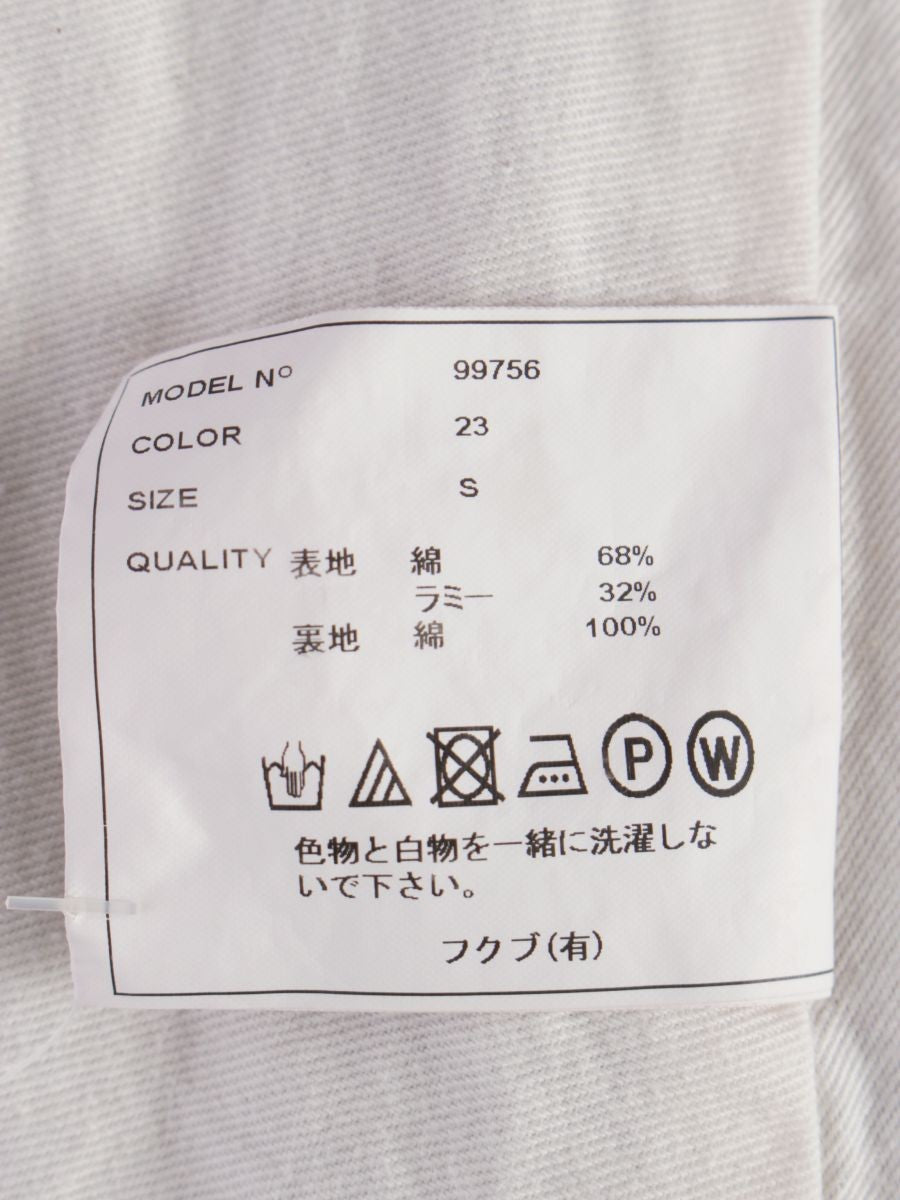 MODEL Nº 99756
COLOR 23
SIZE S
QUALITY 表地 綿 68%
ラミー 32%
裏地 綿 100%
P W
色物と白物を一緒に洗濯しな
いで下さい。
フクブ(有)